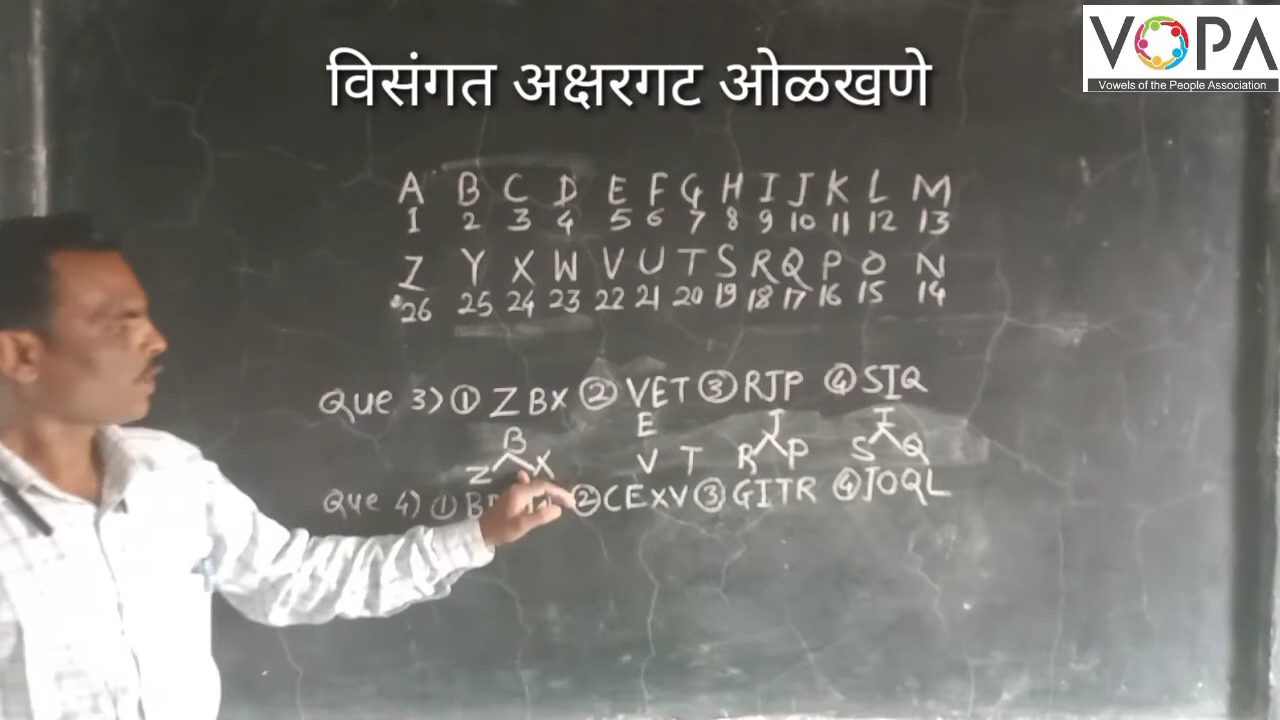 VOPA
Vowels of the People Association
विसंगत अक्षरगट ओळखणे
A B C D E F G H I J K L M
1 2 3 4 5 6 7 8 9 10 11 12 13
Z Y X W V U T S R Q P O N
26 25 24 23 22 21 20 19 18 17 16 15 14
Que 3) ① ZBX ② VET ③ RJP ④ SIQ
B E J I
Z X V T R P S Q
Que 4) ① ② CEXV ③ GITR ④ JOQL